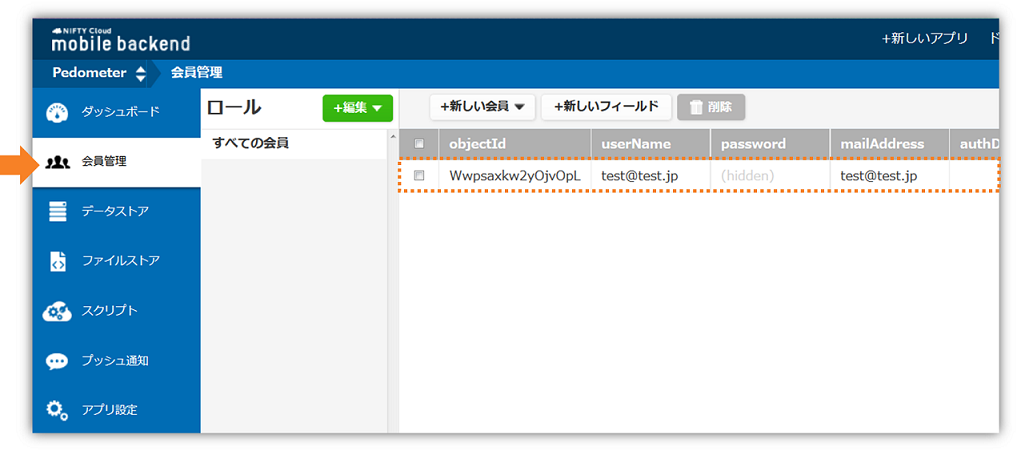 NIFTY Cloud
mobile backend
+新しいアプリ
Pedometer 会員管理
ダッシュボード
会員管理
データストア
ファイルストア
スクリプト
プッシュ通知
アプリ設定
ロール +編集
すべての会員
+新しい会員 +新しいフィールド 削除
objectId userName password mailAddress authD
Wwpsaxkw2yOjvOpL test@test.jp (hidden) test@test.jp